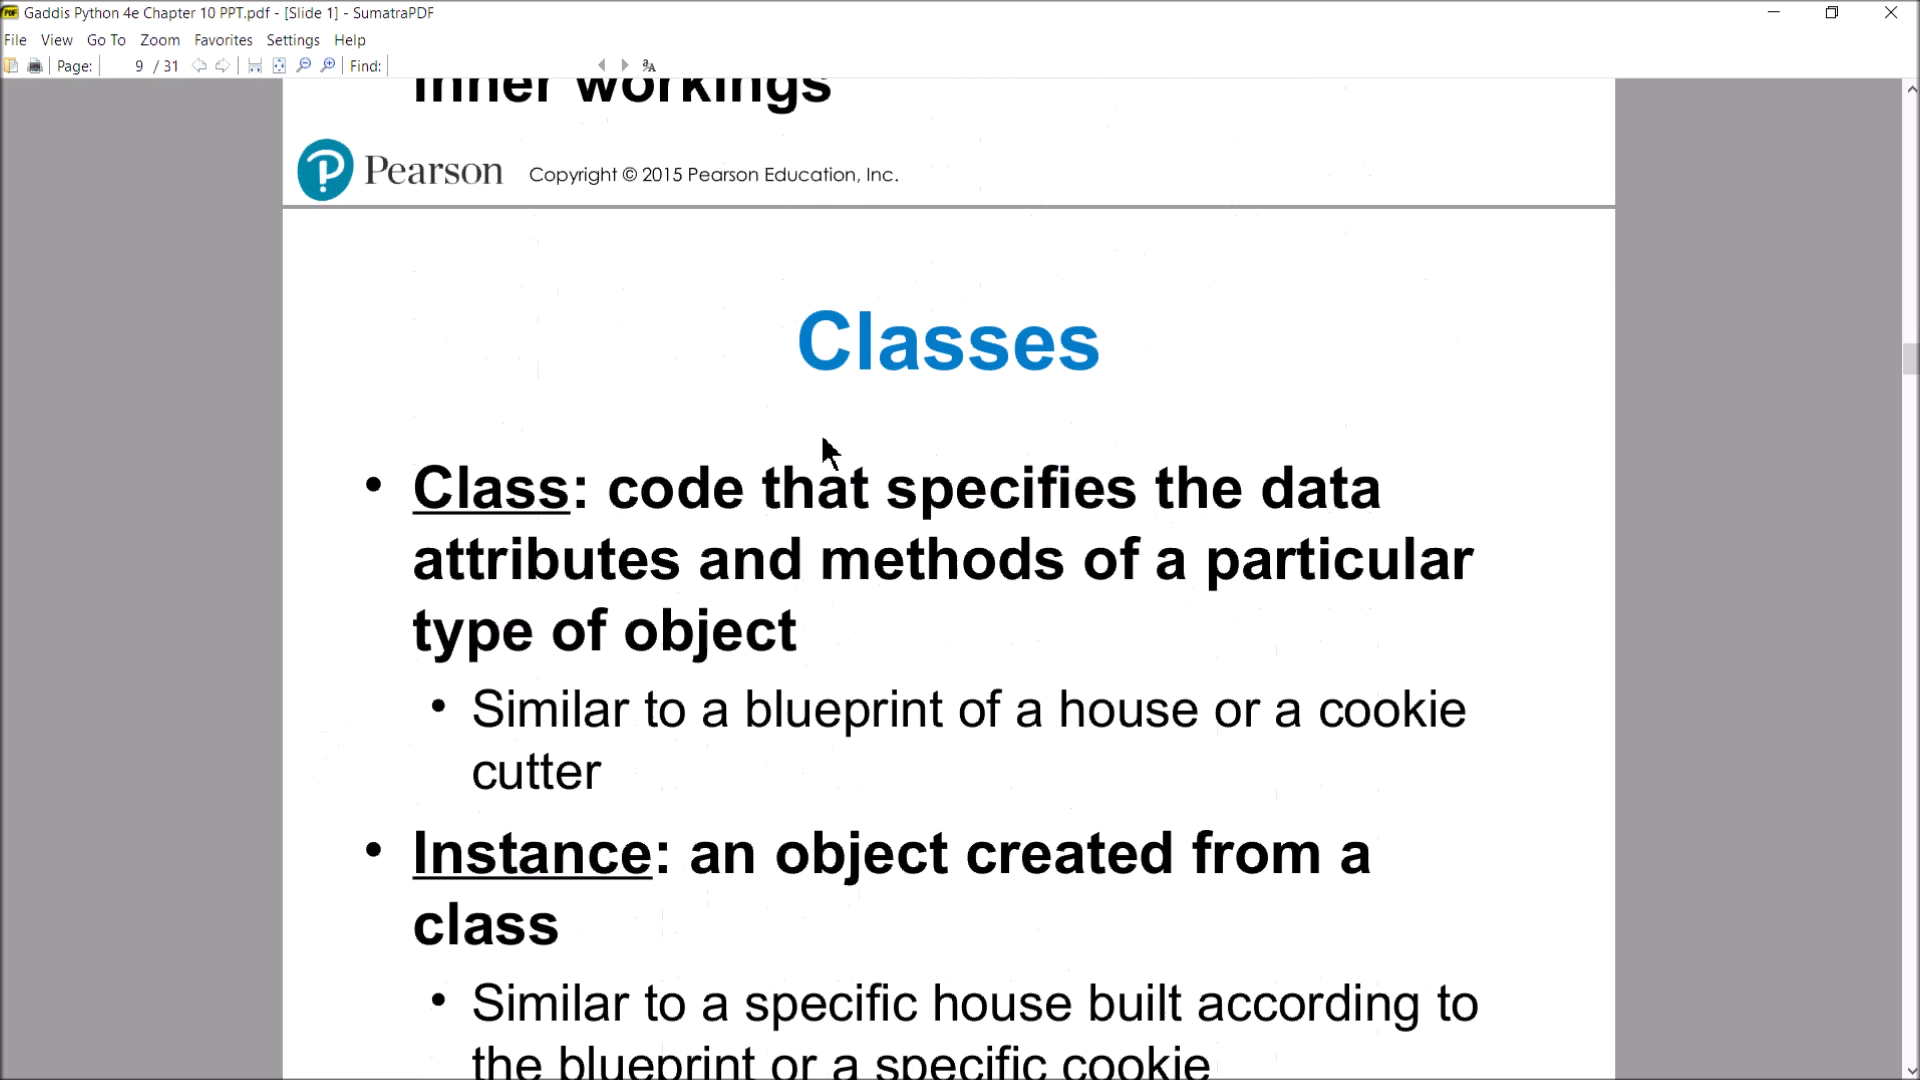 Gaddis Python 4e Chapter 10 PPT.pdf - [Slide 1] - SumatraPDF
File View Go To Zoom Favorites Settings Help
Page: 9 / 31 Find:
inner workings
Pearson Copyright © 2015 Pearson Education, Inc.
Classes
• Class: code that specifies the data
attributes and methods of a particular
type of object
• Similar to a blueprint of a house or a cookie
cutter
• Instance: an object created from a
class
• Similar to a specific house built according to
the blueprint or a specific cookie